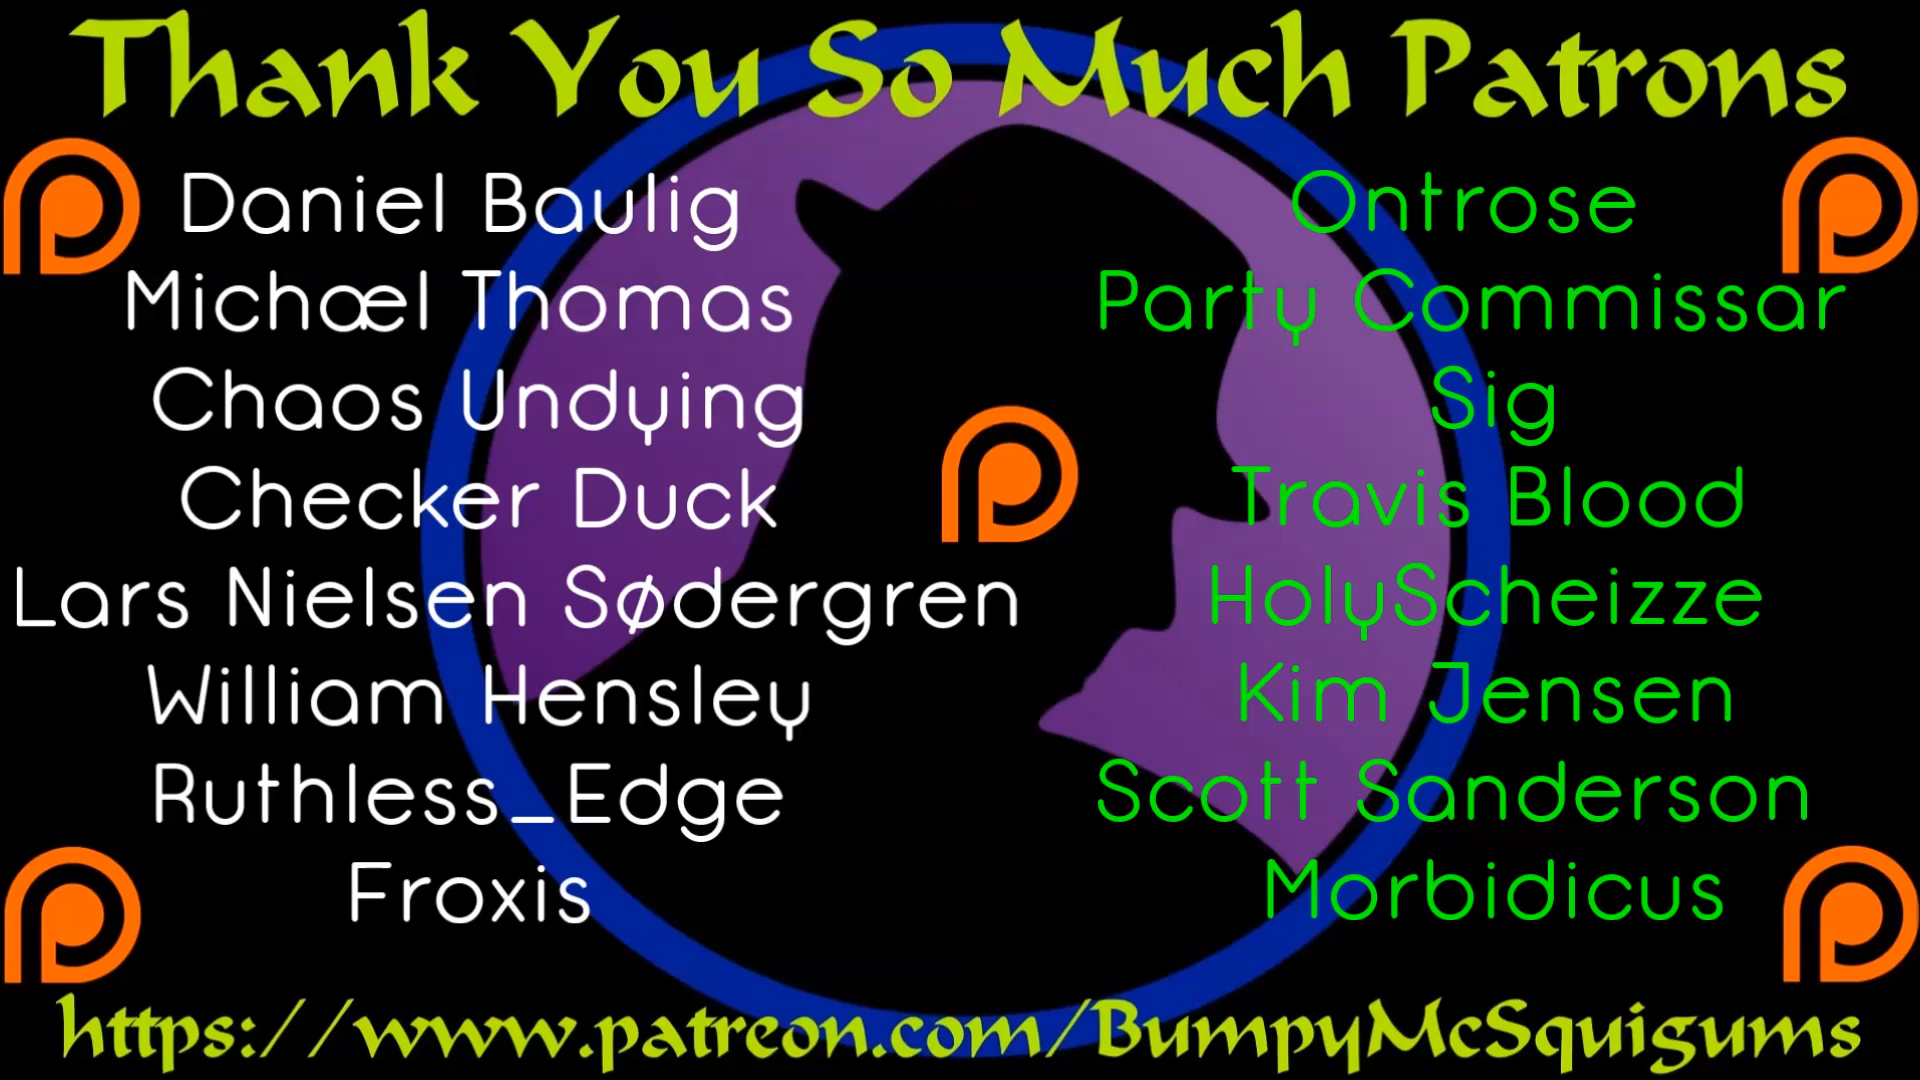 Thank You So Much Patrons
Daniel Baulig
Michæl Thomas
Chaos Undying
Checker Duck
Lars Nielsen Sødergren
William Hensley
Ruthless_Edge
Froxis
Ontrose
Party Commissar
Sig
Travis Blood
HolyScheizze
Kim Jensen
Scott Sanderson
Morbidicus
https://www.patreon.com/BumpyMcSquigums